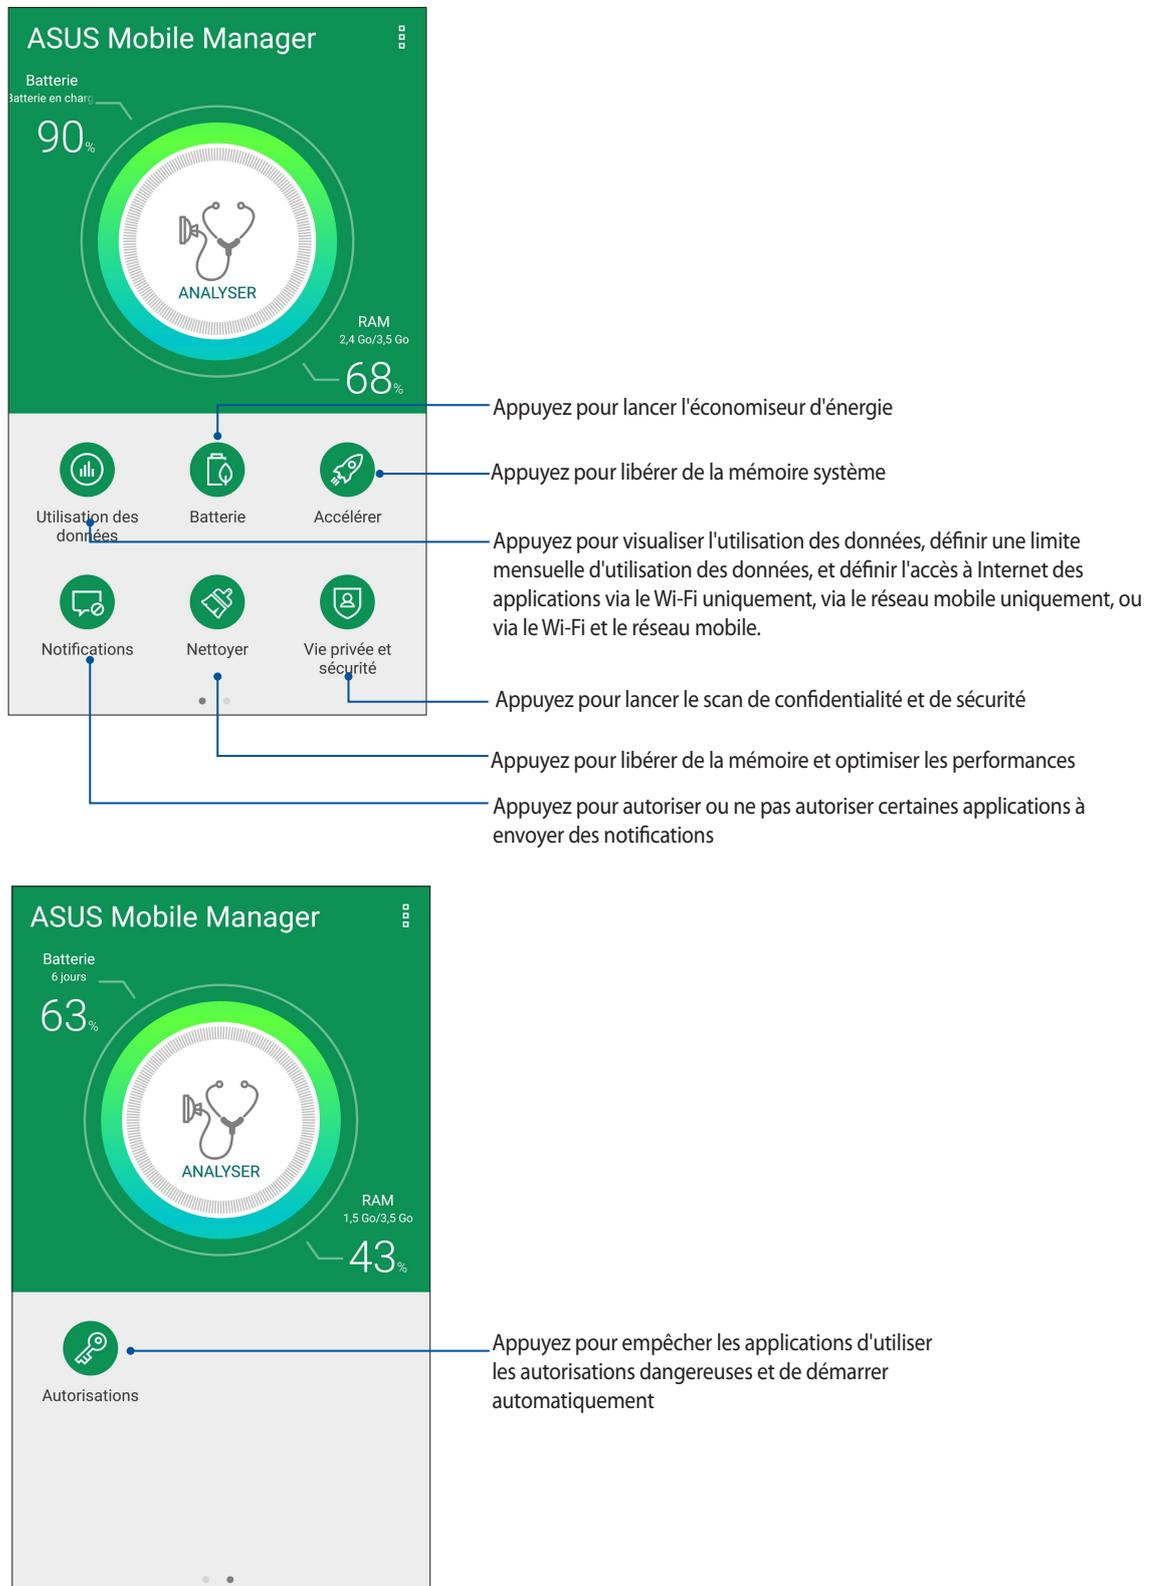 ASUS Mobile Manager
Batterie
Batterie en charg
90%
ANALYSER
RAM
2,4 Go/3,5 Go
68%
Appuyez pour lancer l'économiseur d'énergie
Appuyez pour libérer de la mémoire système
Utilisation des
données
Batterie
Accélérer
Appuyez pour visualiser l'utilisation des données, définir une limite
mensuelle d'utilisation des données, et définir l'accès à Internet des
applications via le Wi-Fi uniquement, via le réseau mobile uniquement, ou
via le Wi-Fi et le réseau mobile.
Notifications
Nettoyer
Vie privée et
sécurité
Appuyez pour lancer le scan de confidentialité et de sécurité
Appuyez pour libérer de la mémoire et optimiser les performances
Appuyez pour autoriser ou ne pas autoriser certaines applications à
envoyer des notifications
ASUS Mobile Manager
Batterie
6 jours
63%
ANALYSER
RAM
1,5 Go/3,5 Go
43%
Autorisations
Appuyez pour empêcher les applications d'utiliser
les autorisations dangereuses et de démarrer
automatiquement